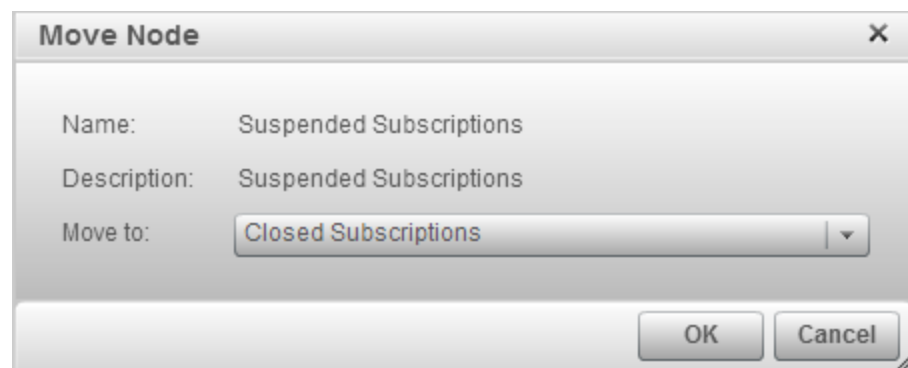 Move Node
Name: Suspended Subscriptions
Description: Suspended Subscriptions
Move to: Closed Subscriptions
OK Cancel